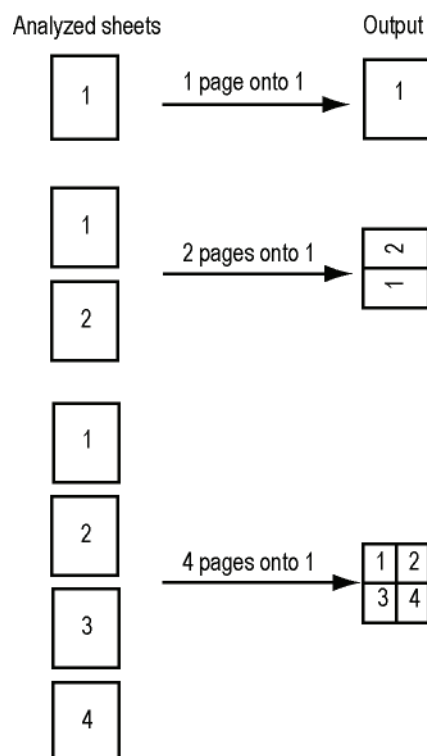 Analyzed sheets Output
1 1 page onto 1 1
1
2 pages onto 1
2
1
2
1
2
4 pages onto 1
1 2
3 4
3
4